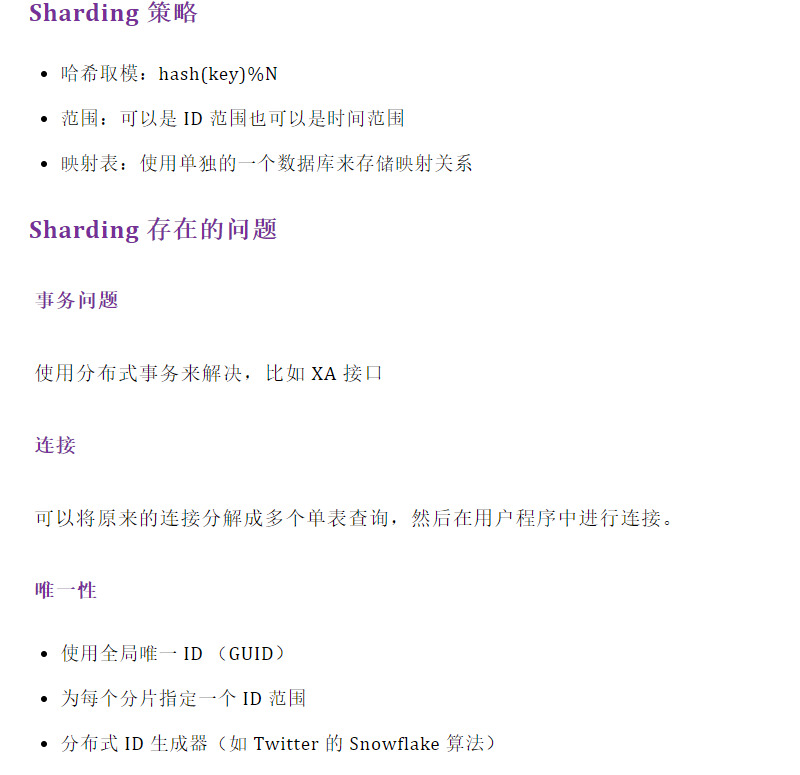 Sharding 策略
• 哈希取模：hash(key)%N
• 范围：可以是 ID 范围也可以是时间范围
• 映射表：使用单独的一个数据库来存储映射关系
Sharding 存在的问题
事务问题
使用分布式事务来解决，比如 XA 接口
连接
可以将原来的连接分解成多个单表查询，然后在用户程序中进行连接。
唯一性
• 使用全局唯一 ID （GUID）
• 为每个分片指定一个 ID 范围
• 分布式 ID 生成器（如 Twitter 的 Snowflake 算法）